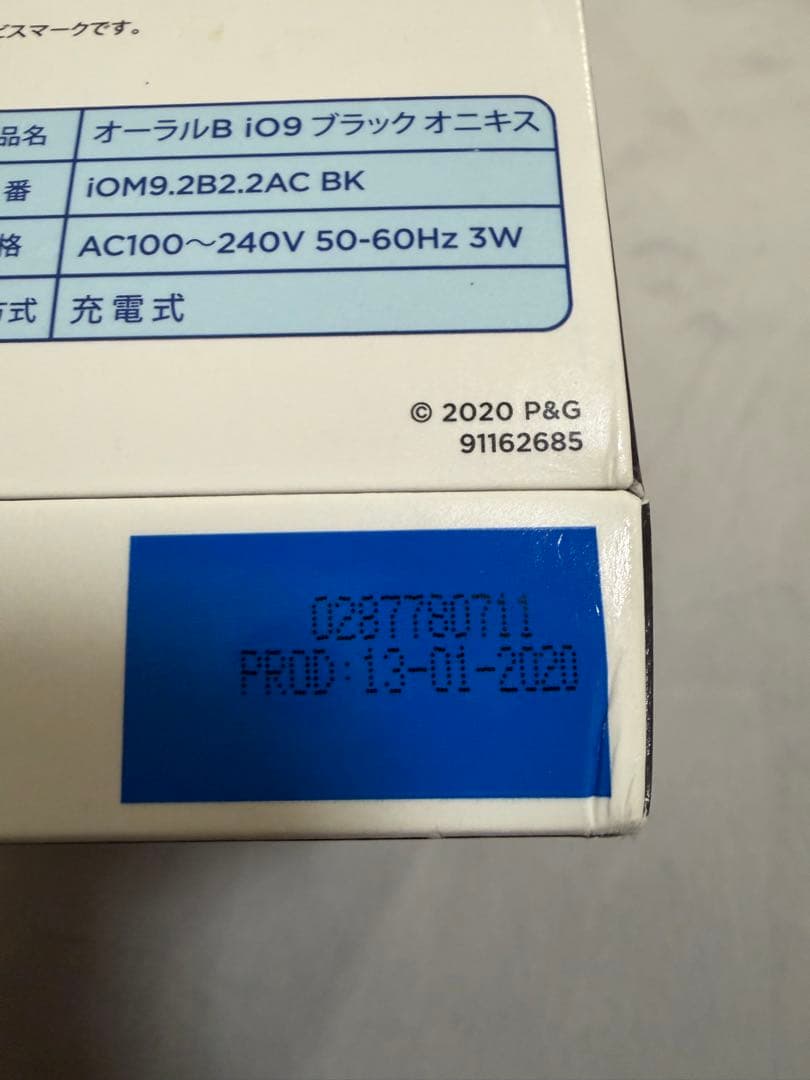 ビスマークです。
品名 オーラルB iO9 ブラック オニキス
番 iOM9.2B2.2AC BK
格 AC100～240V 50-60Hz 3W
方式 充電式
© 2020 P&G
91162685
0287780711
PROD:13-01-2020